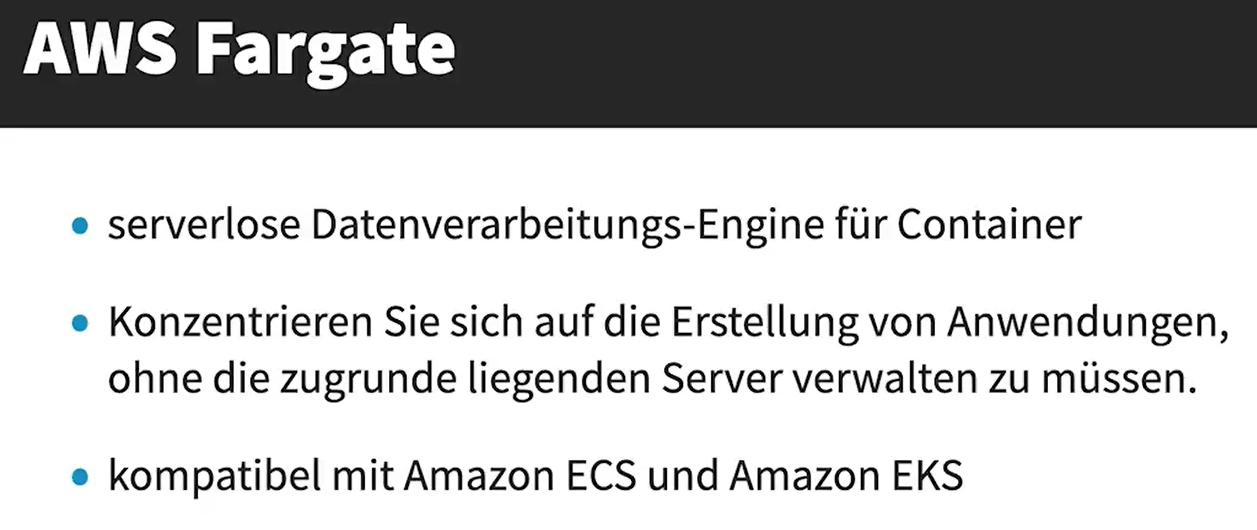 AWS Fargate
• serverlose Datenverarbeitungs-Engine für Container
• Konzentrieren Sie sich auf die Erstellung von Anwendungen,
ohne die zugrunde liegenden Server verwalten zu müssen.
• kompatibel mit Amazon ECS und Amazon EKS